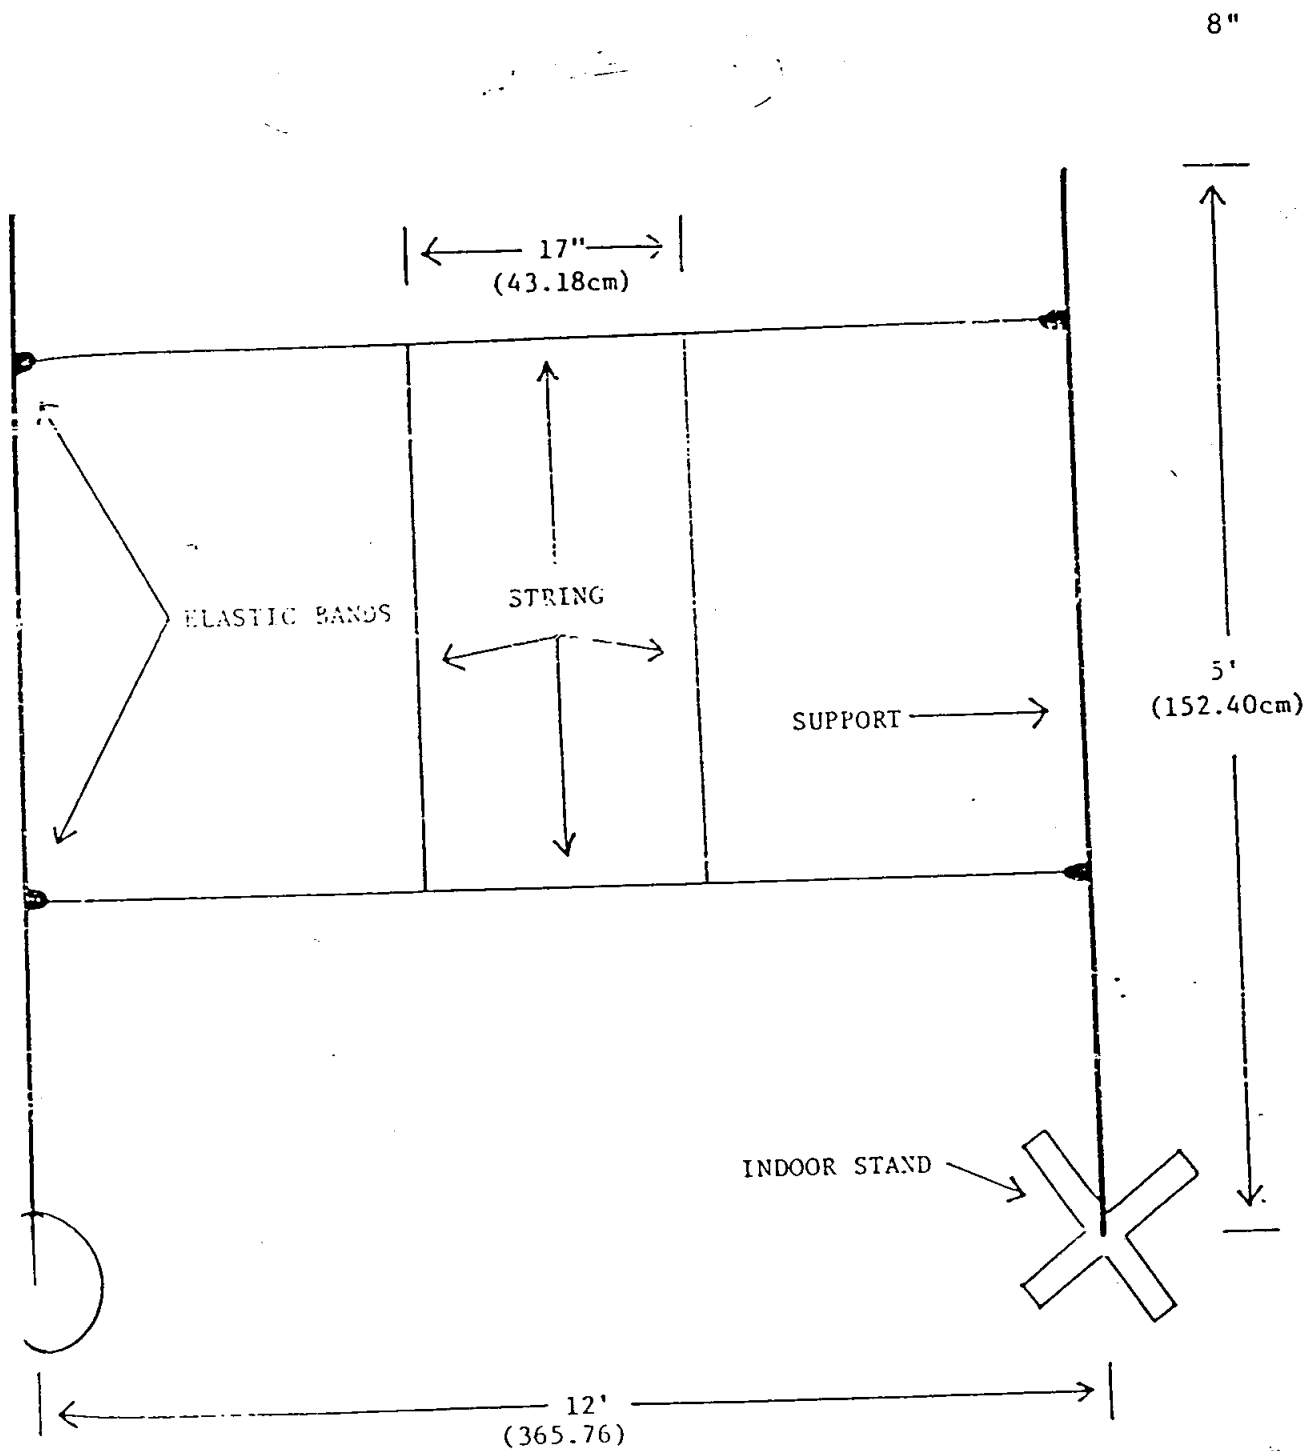 8"
17"
(43.18cm)
ELASTIC BANDS
STRING
5'
(152.40cm)
SUPPORT
INDOOR STAND
12'
(365.76)